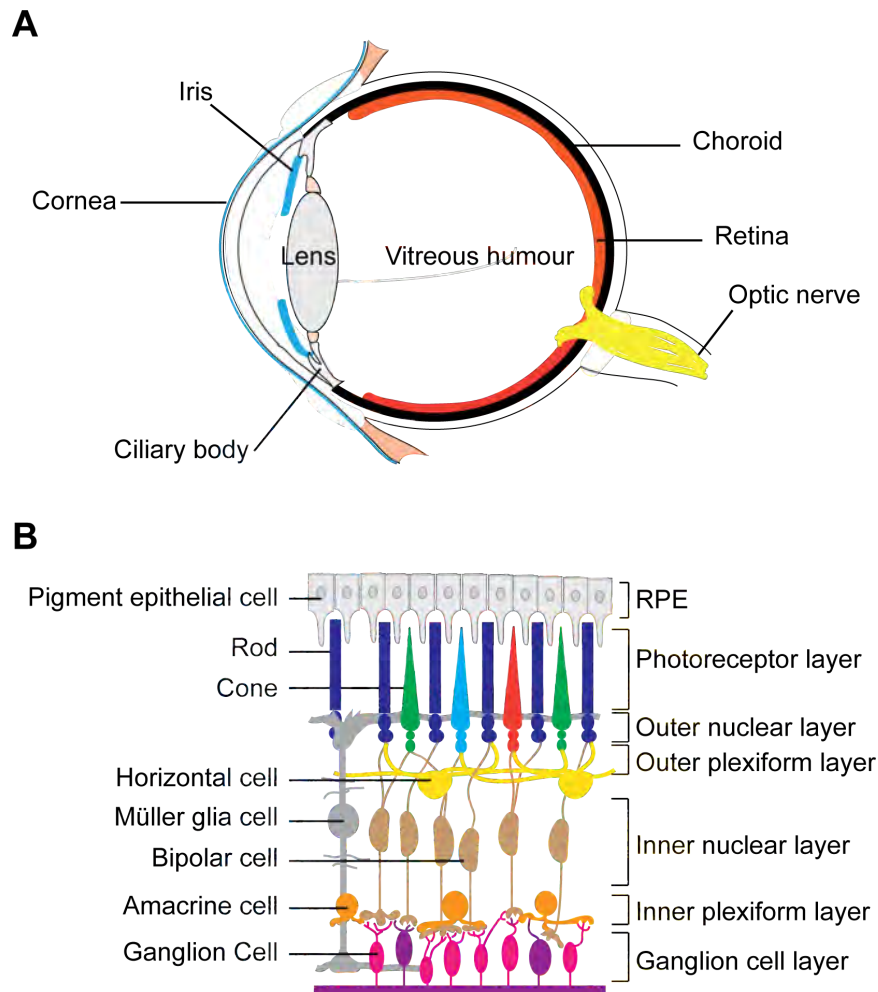 A
Iris
Choroid
Cornea
Retina
Lens
Vitreous humour
Optic nerve
Ciliary body
B
Pigment epithelial cell
RPE
Rod
Photoreceptor layer
Cone
Outer nuclear layer
Outer plexiform layer
Horizontal cell
Müller glia cell
Inner nuclear layer
Bipolar cell
Amacrine cell
Inner plexiform layer
Ganglion Cell
Ganglion cell layer